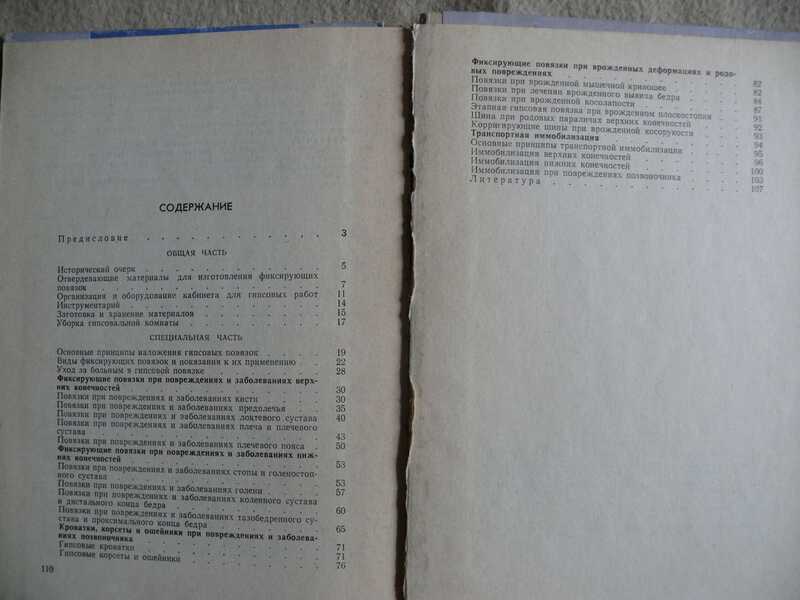 СОДЕРЖАНИЕ
Предисловие . . . . . . . . . . . 3
ОБЩАЯ ЧАСТЬ
Исторический очерк . . . . . . . . . . . 5
Отвердевающие материалы для изготовления фиксирующих
повязок . . . . . . . . . . . 7
Организация и оборудование кабинета для гипсовых работ 11
Инструментарий . . . . . . . . . . . 14
Заготовка и хранение материалов . . . . . . . 15
Уборка гипсовальной комнаты . . . . . . . . 17
СПЕЦИАЛЬНАЯ ЧАСТЬ
Основные принципы наложения гипсовых повязок . . . . 19
Виды фиксирующих повязок и показания к их применению . . 22
Уход за больным в гипсовой повязке . . . . . . 28
Фиксирующие повязки при повреждениях и заболеваниях верх-
них конечностей . . . . . . . . . . 30
Повязки при повреждениях и заболеваниях кисти . . . . 30
Повязки при повреждениях и заболеваниях предплечья . . 35
Повязки при повреждениях и заболеваниях локтевого сустава 40
Повязки при повреждениях и заболеваниях плеча и плечевого
сустава . . . . . . . . . . . 43
Повязки при повреждениях и заболеваниях плечевого пояса . 50
Фиксирующие повязки при повреждениях и заболеваниях ниж-
них конечностей . . . . . . . . . . 53
Повязки при повреждениях и заболеваниях стопы и голеностоп-
ного сустава . . . . . . . . . . 53
Повязки при повреждениях и заболеваниях голени . . . . 57
Повязки при повреждениях и заболеваниях коленного сустава
и дистального конца бедра . . . . . . . . 60
Повязки при повреждениях и заболеваниях тазобедренного су-
става и проксимального конца бедра . . . . . . 65
Кроватки, корсеты и ошейники при повреждениях и заболева-
ниях позвоночника . . . . . . . . . . 71
Гипсовые кроватки . . . . . . . . . . 71
Гипсовые корсеты и ошейники . . . . . . . . 76
110
Фиксирующие повязки при врожденных деформациях и родо-
вых повреждениях . . . . . . . . . . 82
Повязки при врожденной мышечной кривошее . . . . 82
Повязки при лечении врожденного вывиха бедра . . . . 84
Повязки при врожденной косолапости . . . . . . 87
Этапная гипсовая повязка при врожденном плоскостопии . . 91
Шина при родовых параличах верхних конечностей . . . 92
Корригирующие шины при врожденной косорукости . . . 93
Транспортная иммобилизация . . . . . . . . 94
Основные принципы транспортной иммобилизации . . . . 95
Иммобилизация верхних конечностей . . . . . . 96
Иммобилизация нижних конечностей . . . . . . 100
Иммобилизация при повреждениях позвоночника . . . . 103
Литература . . . . . . . . . . . 107